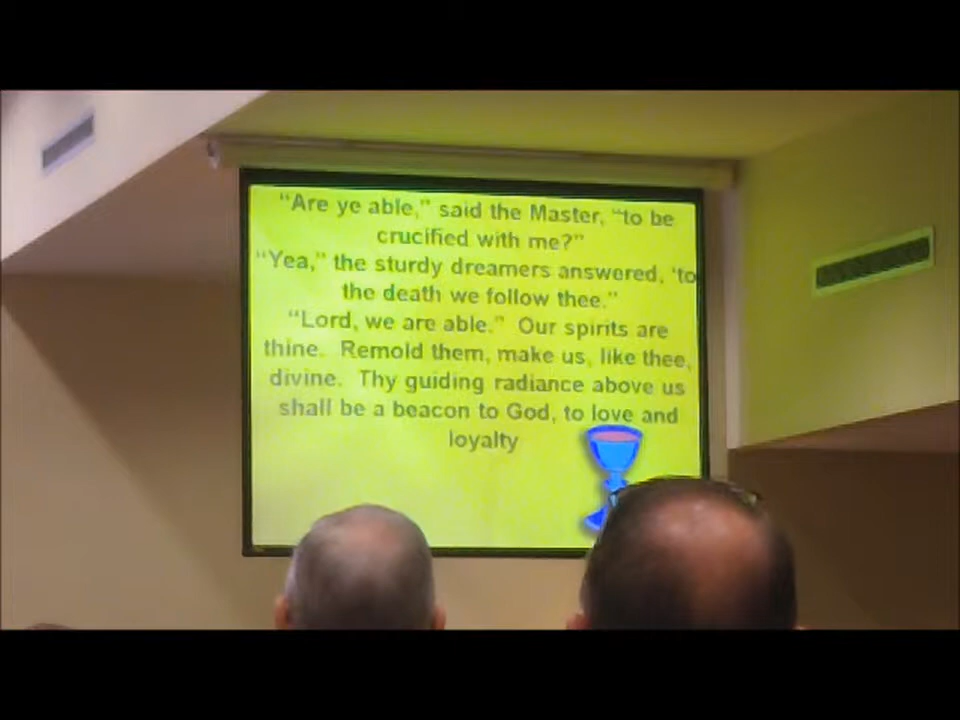 “Are ye able,” said the Master, “to be
crucified with me?”
“Yea,” the sturdy dreamers answered, ‘to
the death we follow thee.”
“Lord, we are able.” Our spirits are
thine. Remold them, make us, like thee,
divine. Thy guiding radiance above us
shall be a beacon to God, to love and
loyalty